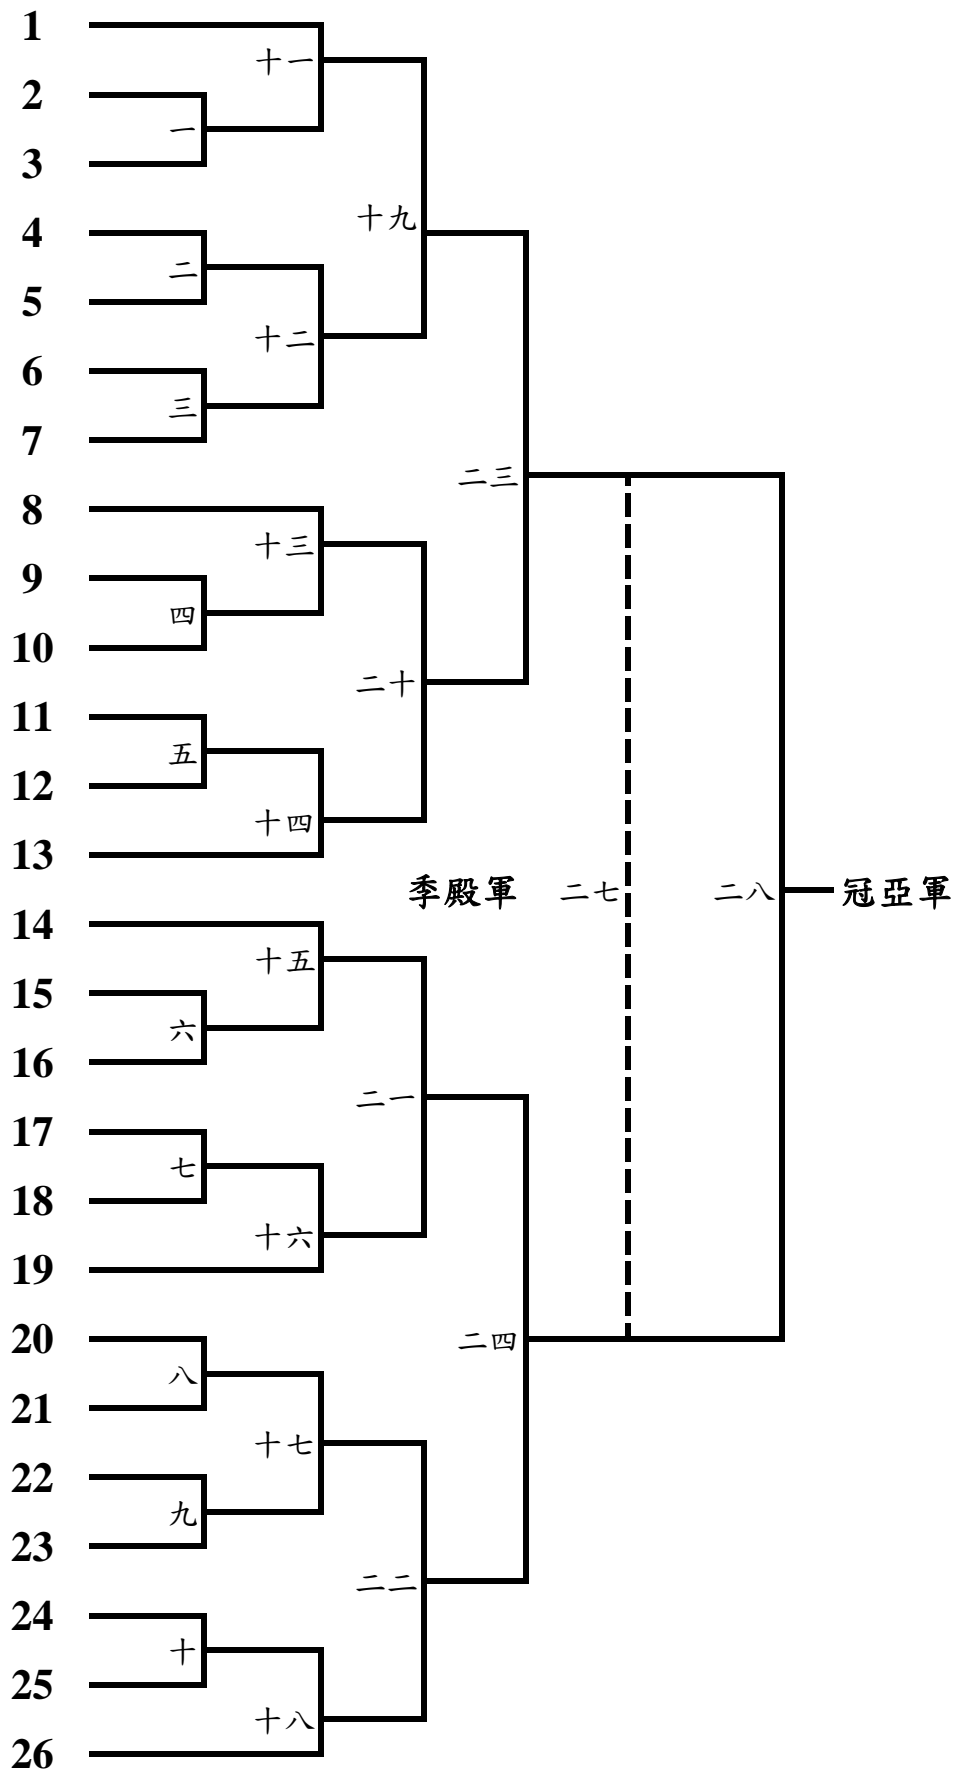 1
十一
2
一
3
十九
4
二
5
十二
6
三
7
二三
8
十三
9
四
10
二十
11
五
12
十四
13
季殿軍 二七 二八 冠亞軍
14
十五
15
六
16
二一
17
七
18
十六
19
20
二四
八
21
十七
22
九
23
二二
24
十
25
十八
26